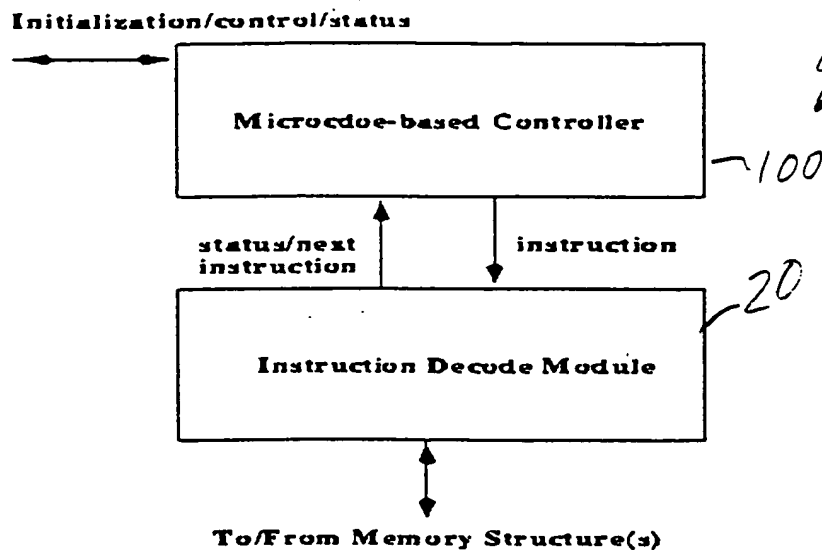 Initialization/control/status
Microcdoe-based Controller
100
status/next
instruction
instruction
20
Instruction Decode Module
To/From Memory Structure(s)